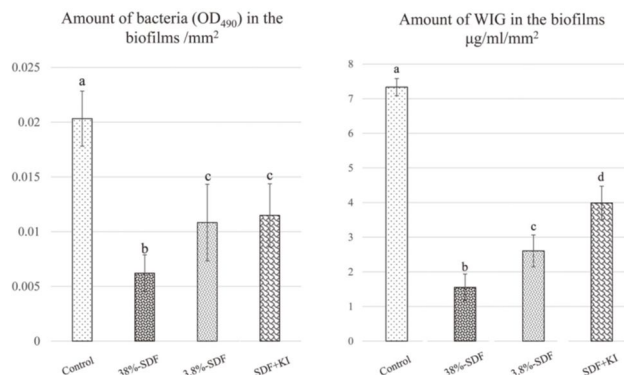 Amount of bacteria (OD490) in the
biofilms /mm2
0.025
0.02
0.015
0.01
0.005
0
a
b
c
c
Control
38%-SDF
3.8%-SDF
SDF+KI
Amount of WIG in the biofilms
μg/ml/mm2
8
7
6
5
4
3
2
1
0
a
b
c
d
Control
38%-SDF
3.8%-SDF
SDF+KI